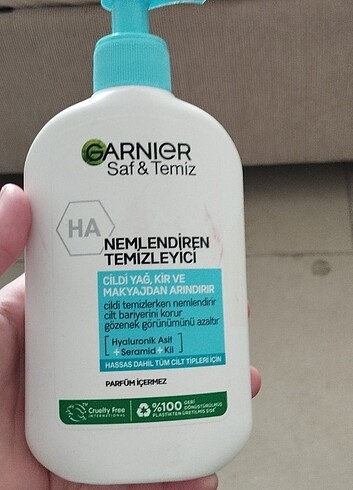 GARNIER
Saf & Temiz
HA
NEMLENDİREN
TEMİZLEYİCİ
CİLDİ YAĞ, KİR VE
MAKYAJDAN ARINDIRIR
cildi temizlerken nemlendirir
cilt bariyerini korur
gözenek görünümünü azaltır
Hyaluronik Asit
+ Seramid + Kil
HASSAS DAHİL TÜM CİLT TİPLERİ İÇİN
PARFÜM İÇERMEZ
Cruelty Free
INTERNATIONAL
%100 GERİ
DÖNÜŞTÜRÜLMÜŞ
PLASTİKTEN ÜRETİLMİŞ ŞİŞE